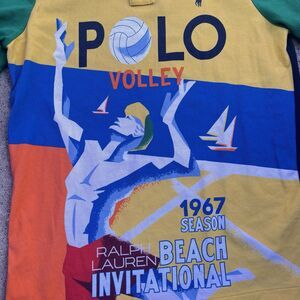 POLO
VOLLEY
1967
SEASON
RALPH
LAUREN
BEACH
INVITATIONAL